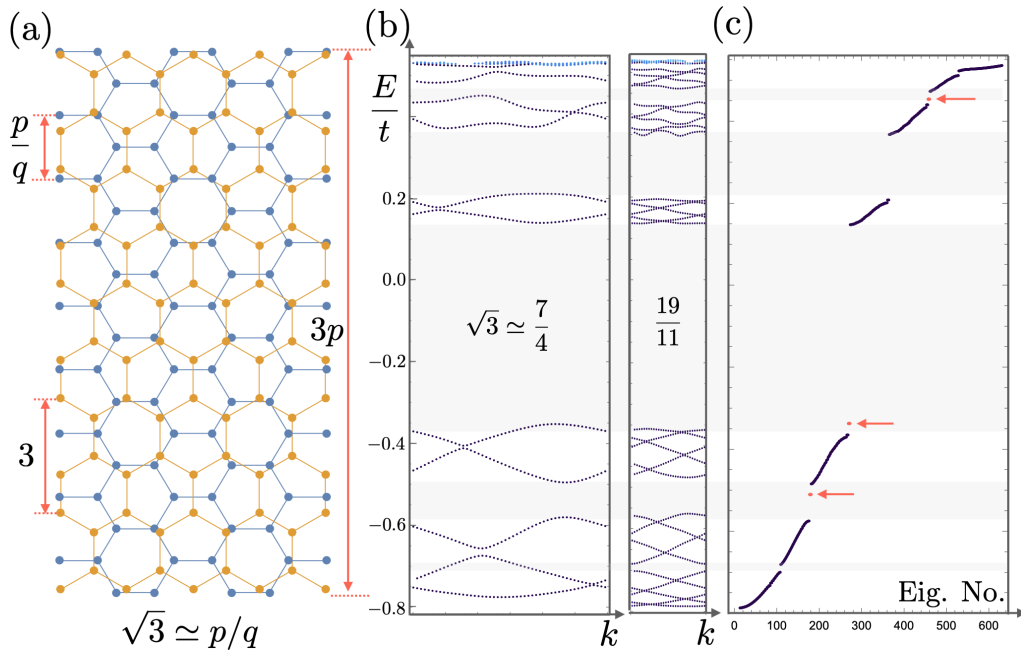 (a)
p/q
3p
3
√3 ≃ p/q
(b)
E/t
0.2
0.0
−0.2
−0.4
−0.6
−0.8
√3 ≃ 7/4
19/11
k
k
(c)
Eig. No.
0 100 200 300 400 500 600